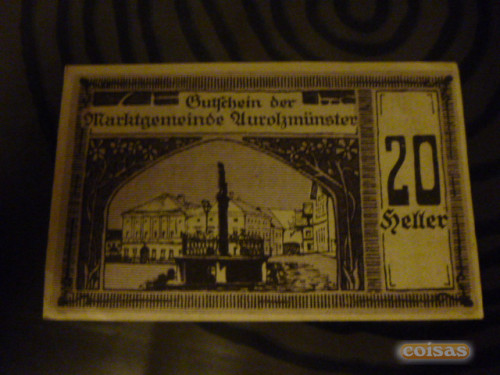 Gutschein der
Marktgemeinde Aurolzmünster
20
Heller
coisas